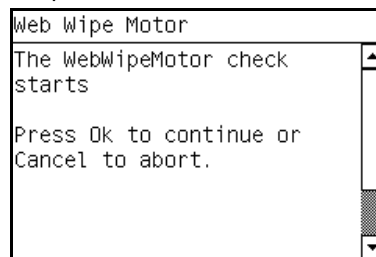 Web Wipe Motor
The WebWipeMotor check
starts
Press Ok to continue or
Cancel to abort.